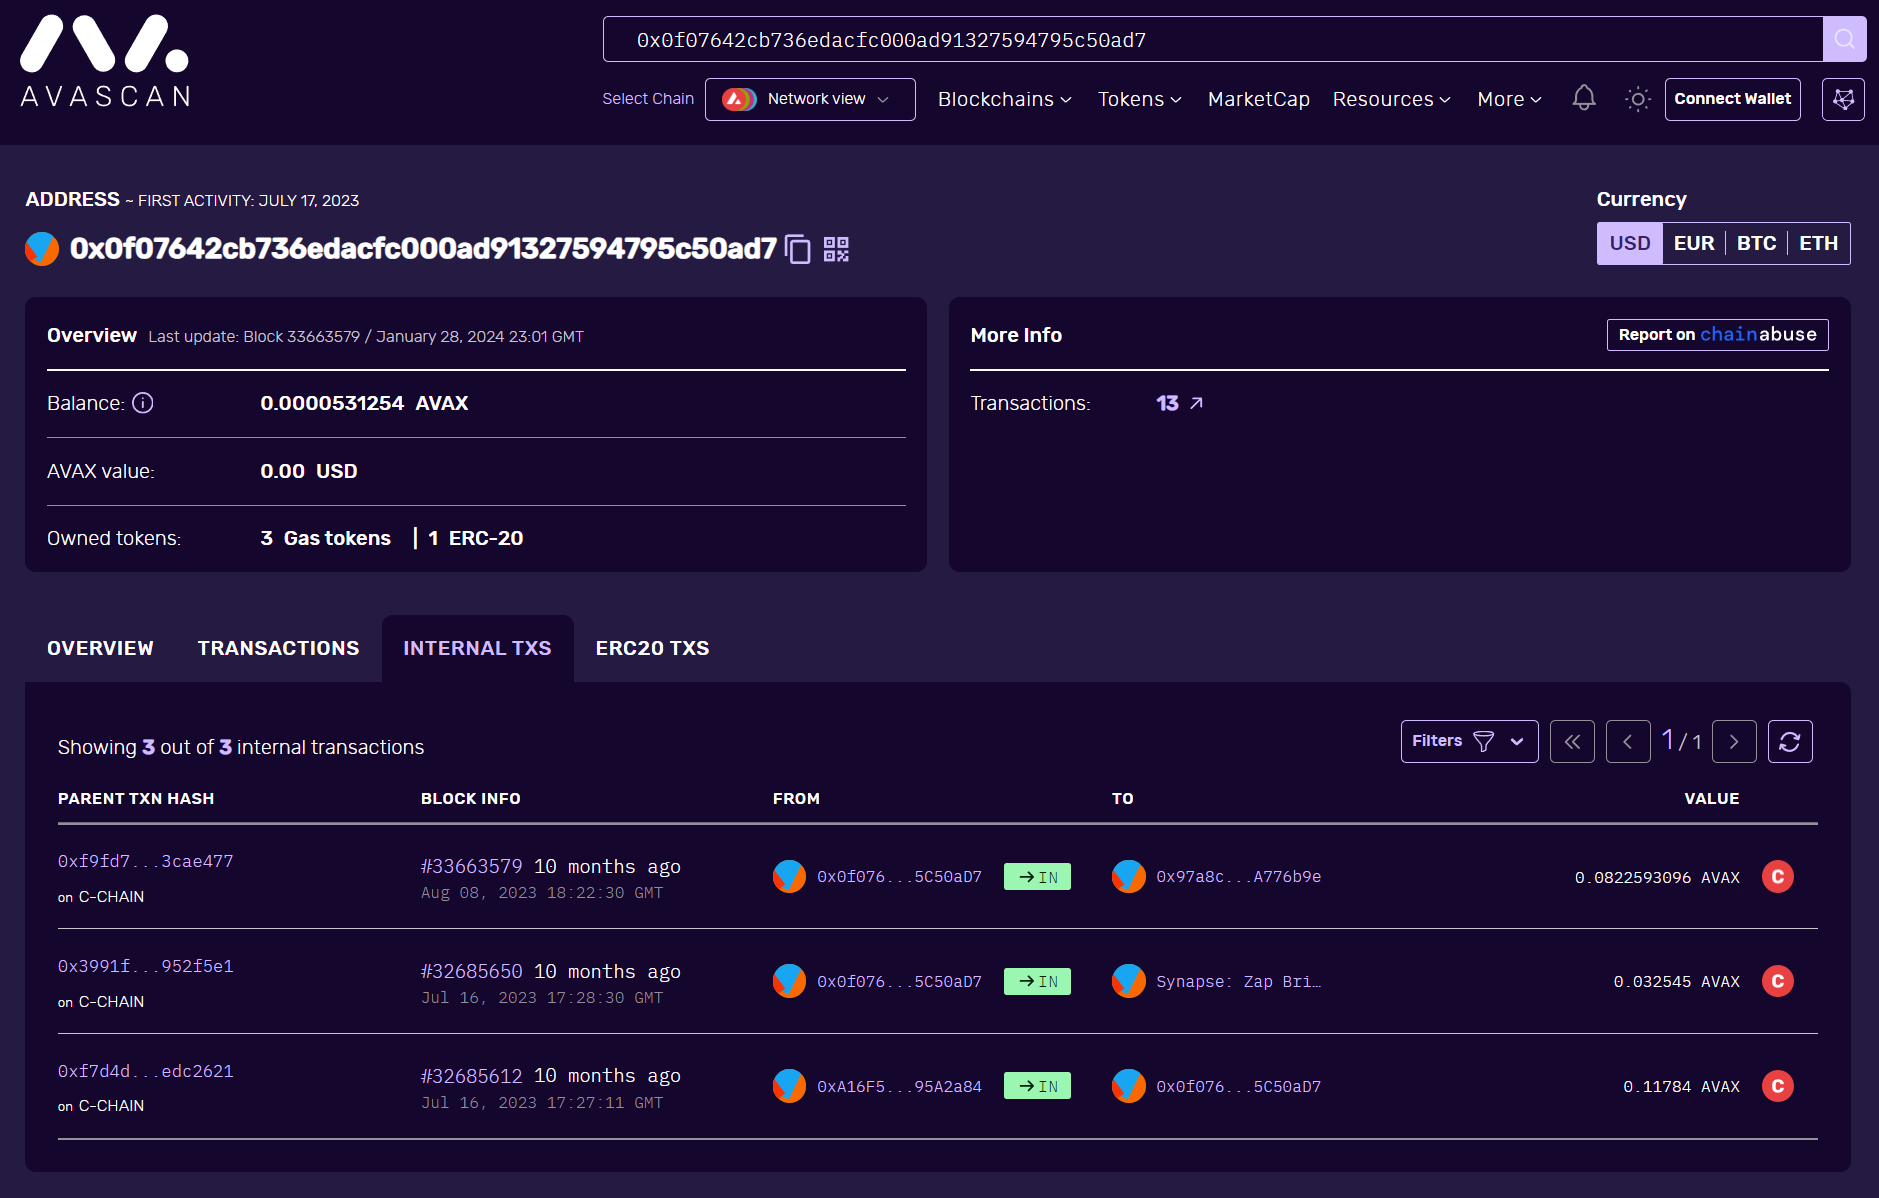 0x0f07642cb736edacfc000ad91327594795c50ad7
AVASCAN
Select Chain Network view Blockchains Tokens MarketCap Resources More Connect Wallet
ADDRESS ~ FIRST ACTIVITY: JULY 17, 2023
0x0f07642cb736edacfc000ad91327594795c50ad7
Currency
USD EUR BTC ETH
Overview Last update: Block 33663579 / January 28, 2024 23:01 GMT
Balance: 0.0000531254 AVAX
AVAX value: 0.00 USD
Owned tokens: 3 Gas tokens | 1 ERC-20
More Info Report on chainabuse
Transactions: 13
OVERVIEW TRANSACTIONS INTERNAL TXS ERC20 TXS
Showing 3 out of 3 internal transactions
Filters 1 / 1
PARENT TXN HASH BLOCK INFO FROM TO VALUE
0xf9fd7...3cae477 #33663579 10 months ago 0x0f076...5C50aD7 IN 0x97a8c...A776b9e 0.0822593096 AVAX C
on C-CHAIN Aug 08, 2023 18:22:30 GMT
0x3991f...952f5e1 #32685650 10 months ago 0x0f076...5C50aD7 IN Synapse: Zap Bri… 0.032545 AVAX C
on C-CHAIN Jul 16, 2023 17:28:30 GMT
0xf7d4d...edc2621 #32685612 10 months ago 0xA16F5...95A2a84 IN 0x0f076...5C50aD7 0.11784 AVAX C
on C-CHAIN Jul 16, 2023 17:27:11 GMT